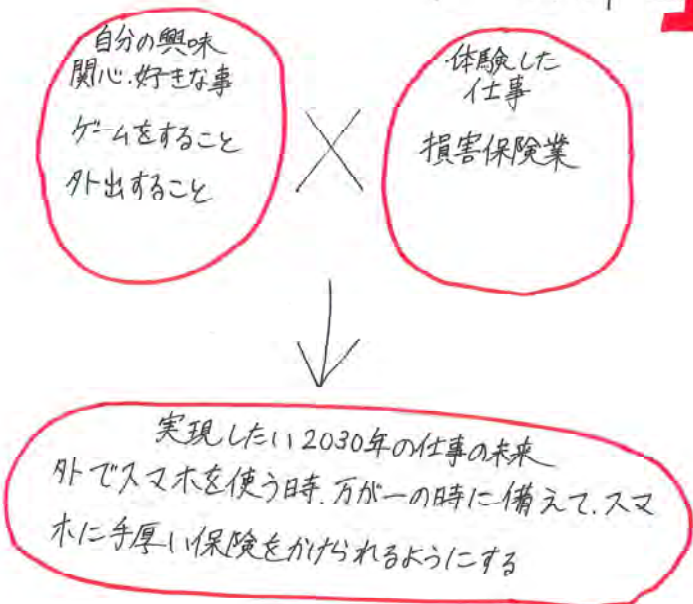 自分の興味
関心・好きな事
ゲームをすること
外出すること
体験した
仕事
損害保険業
実現したい2030年の仕事の未来
外でスマホを使う時、万が一の時に備えて、スマ
ホに手厚い保険をかけられるようにする